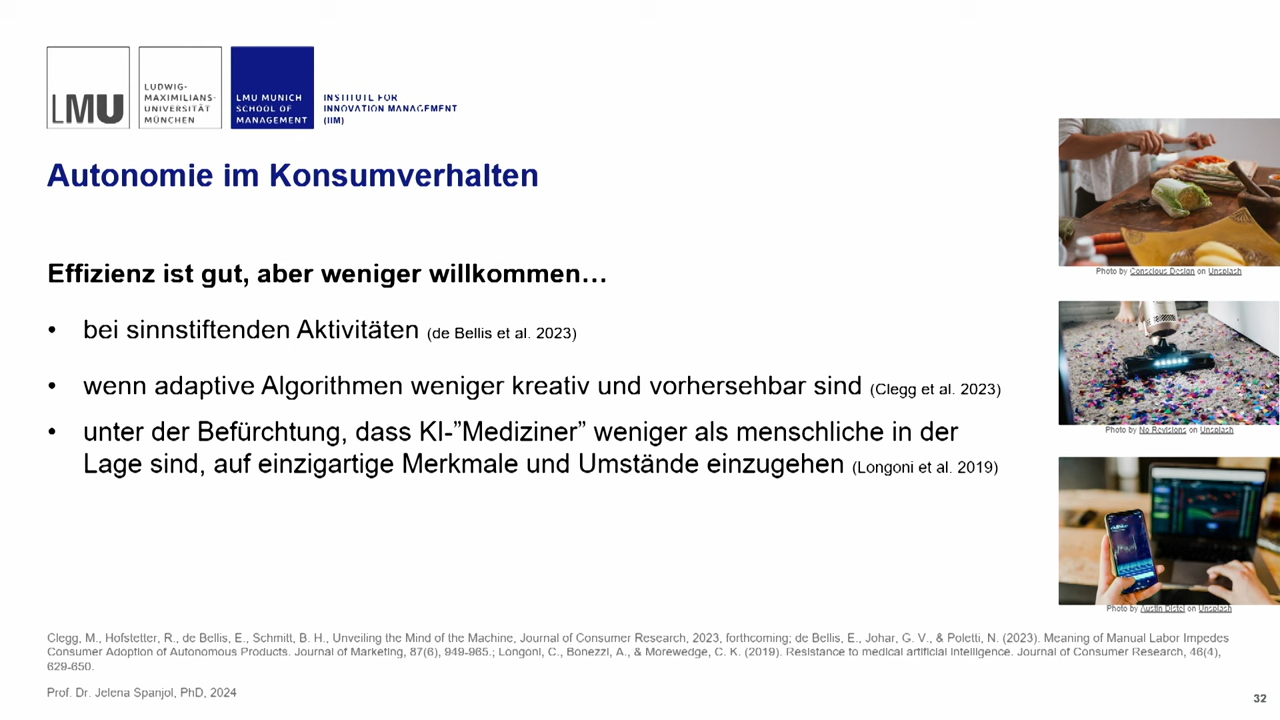 LMU
LUDWIG-
MAXIMILIANS-
UNIVERSITÄT
MÜNCHEN
LMU MUNICH
SCHOOL OF
MANAGEMENT
INSTITUTE FOR
INNOVATION MANAGEMENT
(IIM)
Autonomie im Konsumverhalten
Effizienz ist gut, aber weniger willkommen…
• bei sinnstiftenden Aktivitäten (de Bellis et al. 2023)
• wenn adaptive Algorithmen weniger kreativ und vorhersehbar sind (Clegg et al. 2023)
• unter der Befürchtung, dass KI-”Mediziner” weniger als menschliche in der
Lage sind, auf einzigartige Merkmale und Umstände einzugehen (Longoni et al. 2019)
Photo by Conscious Design on Unsplash
Photo by No Revisions on Unsplash
Photo by Austin Distel on Unsplash
Clegg, M., Hofstetter, R., de Bellis, E., Schmitt, B. H., Unveiling the Mind of the Machine, Journal of Consumer Research, 2023, forthcoming; de Bellis, E., Johar, G. V., & Poletti, N. (2023). Meaning of Manual Labor Impedes
Consumer Adoption of Autonomous Products. Journal of Marketing, 87(6), 949-965.; Longoni, C., Bonezzi, A., & Morewedge, C. K. (2019). Resistance to medical artificial intelligence. Journal of Consumer Research, 46(4),
629-650.
Prof. Dr. Jelena Spanjol, PhD, 2024
32